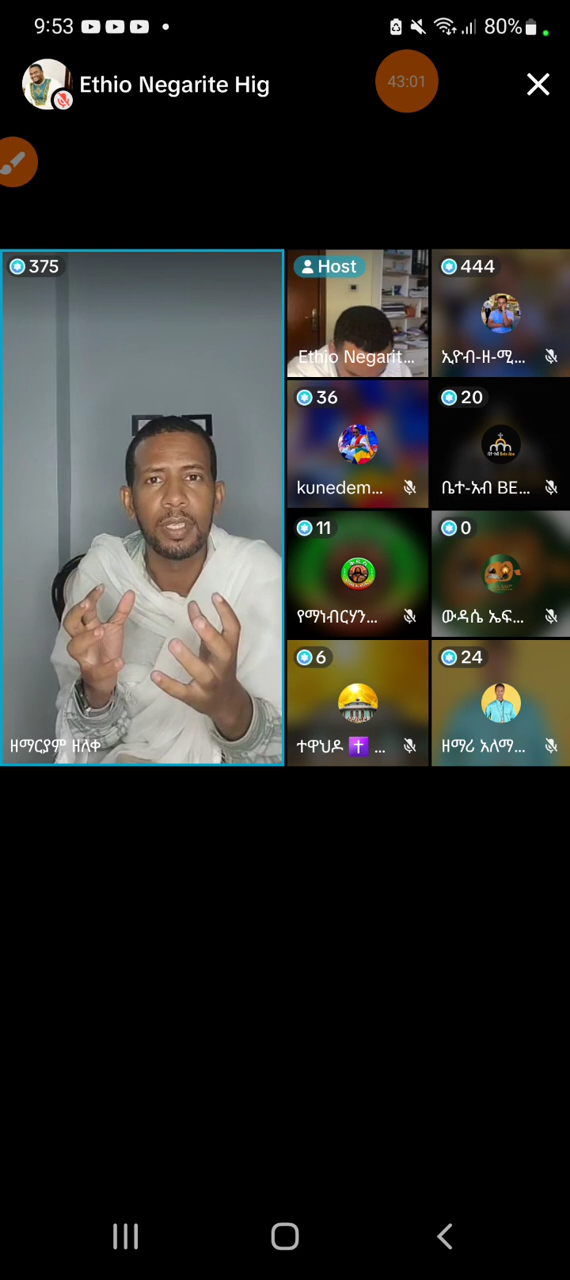 9:53
80%
Ethio Negarite Hig
43:01
375
Host
444
Ethio Negarit...
ኢዮብ-ዘ-ሚ...
36
20
kunedem...
ቤተ-አብ BE...
11
0
የማነብርሃን...
ውዳሴ ኤፍ...
6
24
ዘማርያም ዘለቀ
ተዋህዶ ✝️ ...
ዘማሪ አለማ...